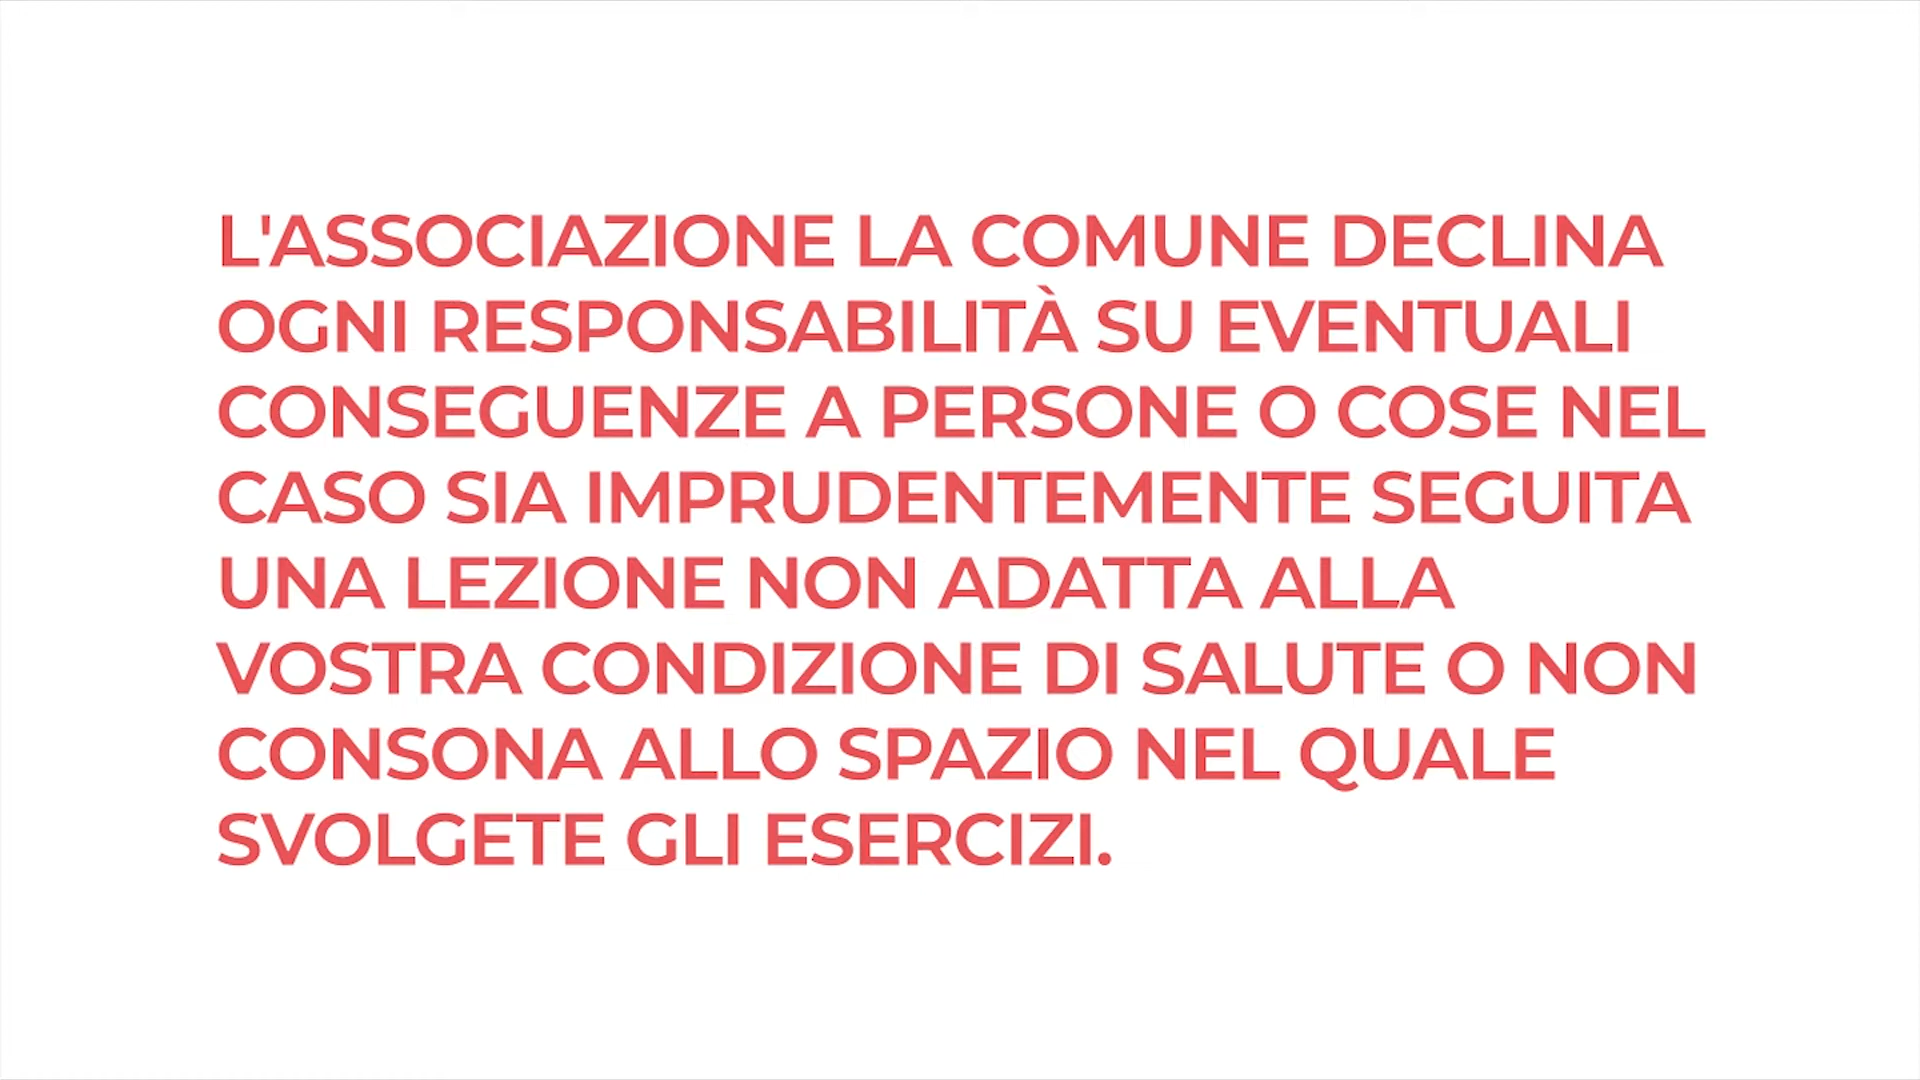 L'ASSOCIAZIONE LA COMUNE DECLINA
OGNI RESPONSABILITÀ SU EVENTUALI
CONSEGUENZE A PERSONE O COSE NEL
CASO SIA IMPRUDENTEMENTE SEGUITA
UNA LEZIONE NON ADATTA ALLA
VOSTRA CONDIZIONE DI SALUTE O NON
CONSONA ALLO SPAZIO NEL QUALE
SVOLGETE GLI ESERCIZI.